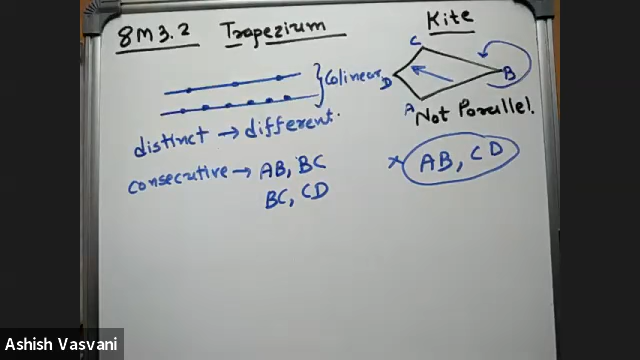 8M3.2 Trapezium Kite
Colinear
C
D
B
A
Not Parallel.
distinct → different.
consecutive → AB, BC
BC, CD
x AB, CD
Ashish Vasvani